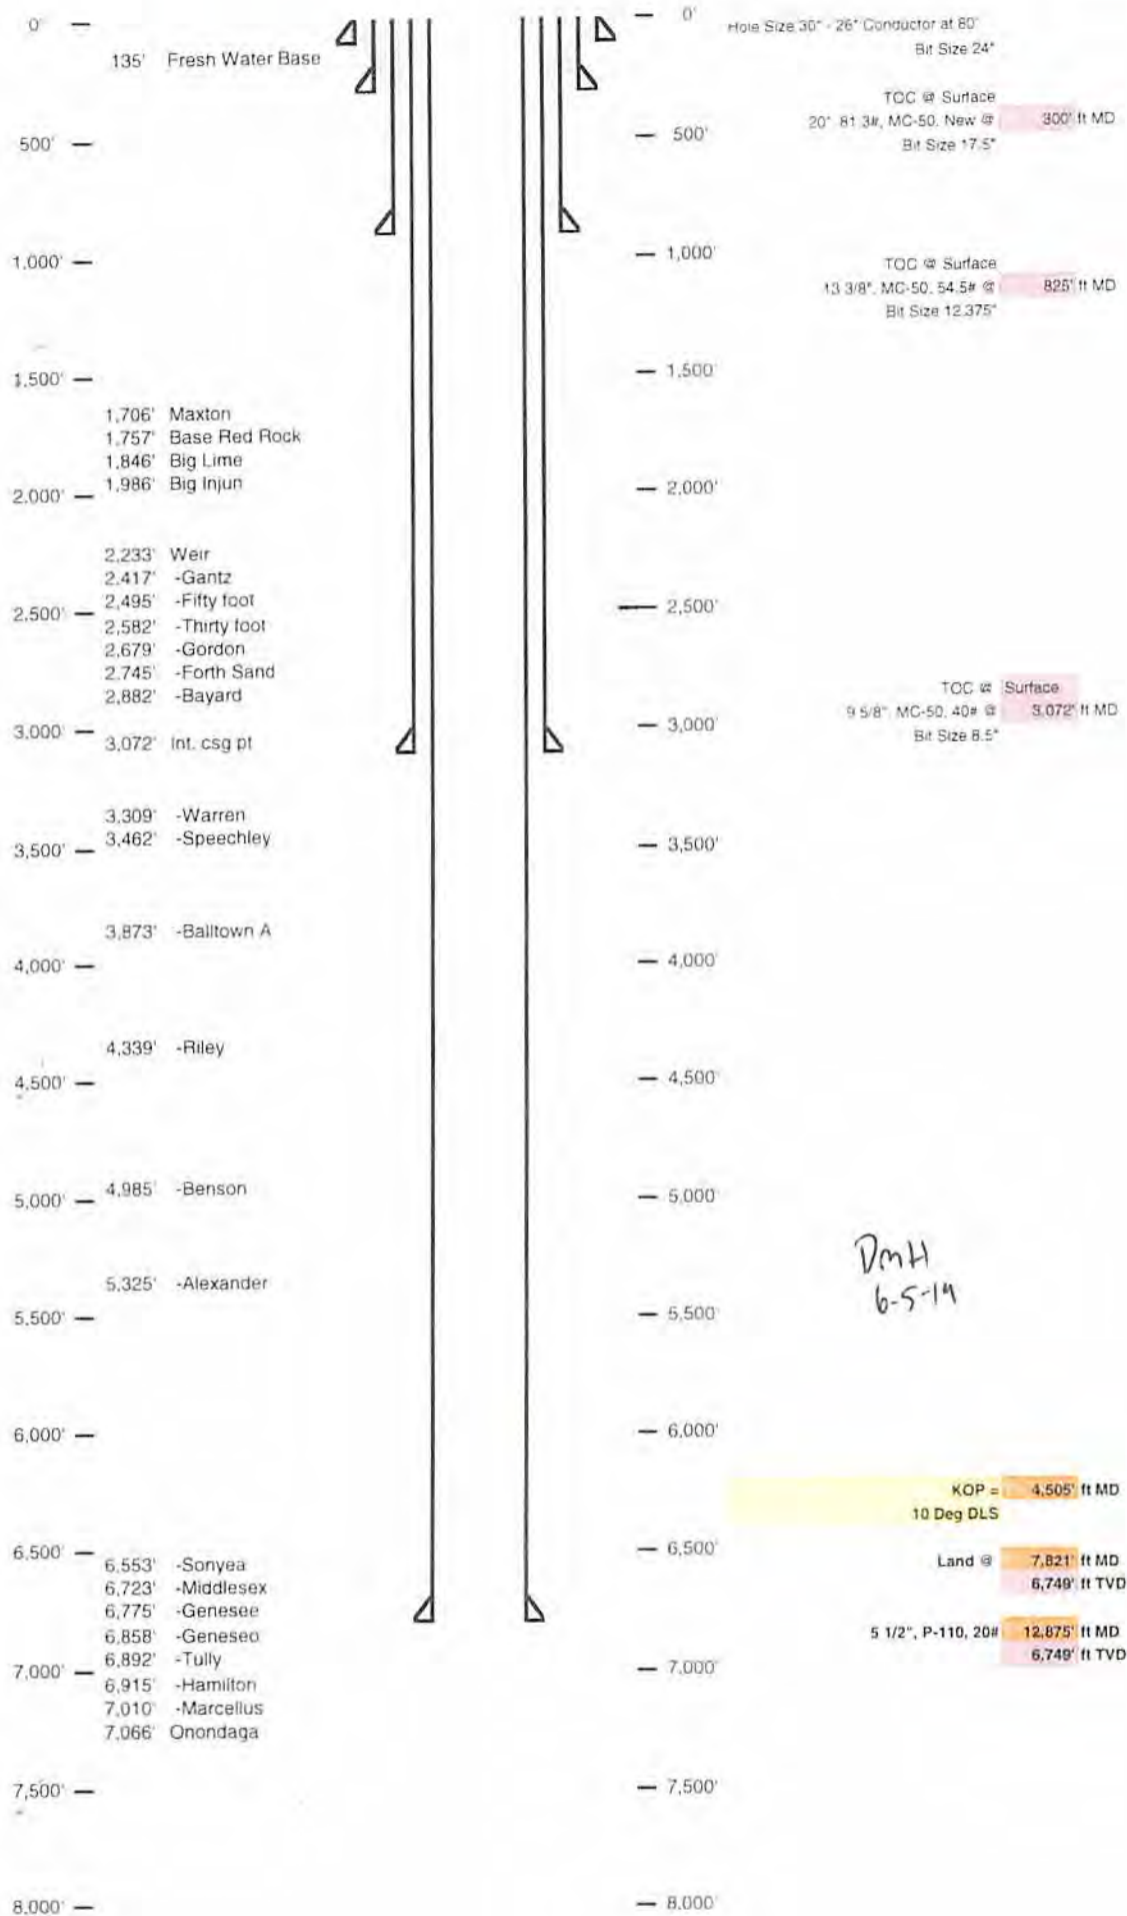 0'
135' Fresh Water Base
500'
1,000'
1,500'
1,706' Maxton
1,757' Base Red Rock
1,846' Big Lime
1,986' Big Injun
2,000'
2,233' Weir
2,417' -Gantz
2,495' -Fifty foot
2,500'
2,582' -Thirty foot
2,679' -Gordon
2,745' -Forth Sand
2,882' -Bayard
3,000'
3,072' Int. csg pt
3,309' -Warren
3,462' -Speechley
3,500'
3,873' -Balltown A
4,000'
4,339' -Riley
4,500'
4,985' -Benson
5,000'
5,325' -Alexander
5,500'
6,000'
6,500'
6,553' -Sonyea
6,723' -Middlesex
6,775' -Genesee
6,858' -Geneseo
6,892' -Tully
7,000'
6,915' -Hamilton
7,010' -Marcellus
7,066' Onondaga
7,500'
8,000'
0'
500'
1,000'
1,500'
2,000'
2,500'
3,000'
3,500'
4,000'
4,500'
5,000'
5,500'
6,000'
6,500'
7,000'
7,500'
8,000'
Hole Size 30" - 26" Conductor at 80'
Bit Size 24"
TOC @ Surface
20", 81.3#, MC-50, New @ 300' ft MD
Bit Size 17.5"
TOC @ Surface
13 3/8", MC-50, 54.5# @ 825' ft MD
Bit Size 12.375"
TOC @ Surface
9 5/8", MC-50, 40# @ 3,072' ft MD
Bit Size 8.5"
DmH
6-5-14
KOP = 4,505' ft MD
10 Deg DLS
Land @ 7,821' ft MD
6,749' ft TVD
5 1/2", P-110, 20# 12,875' ft MD
6,749' ft TVD